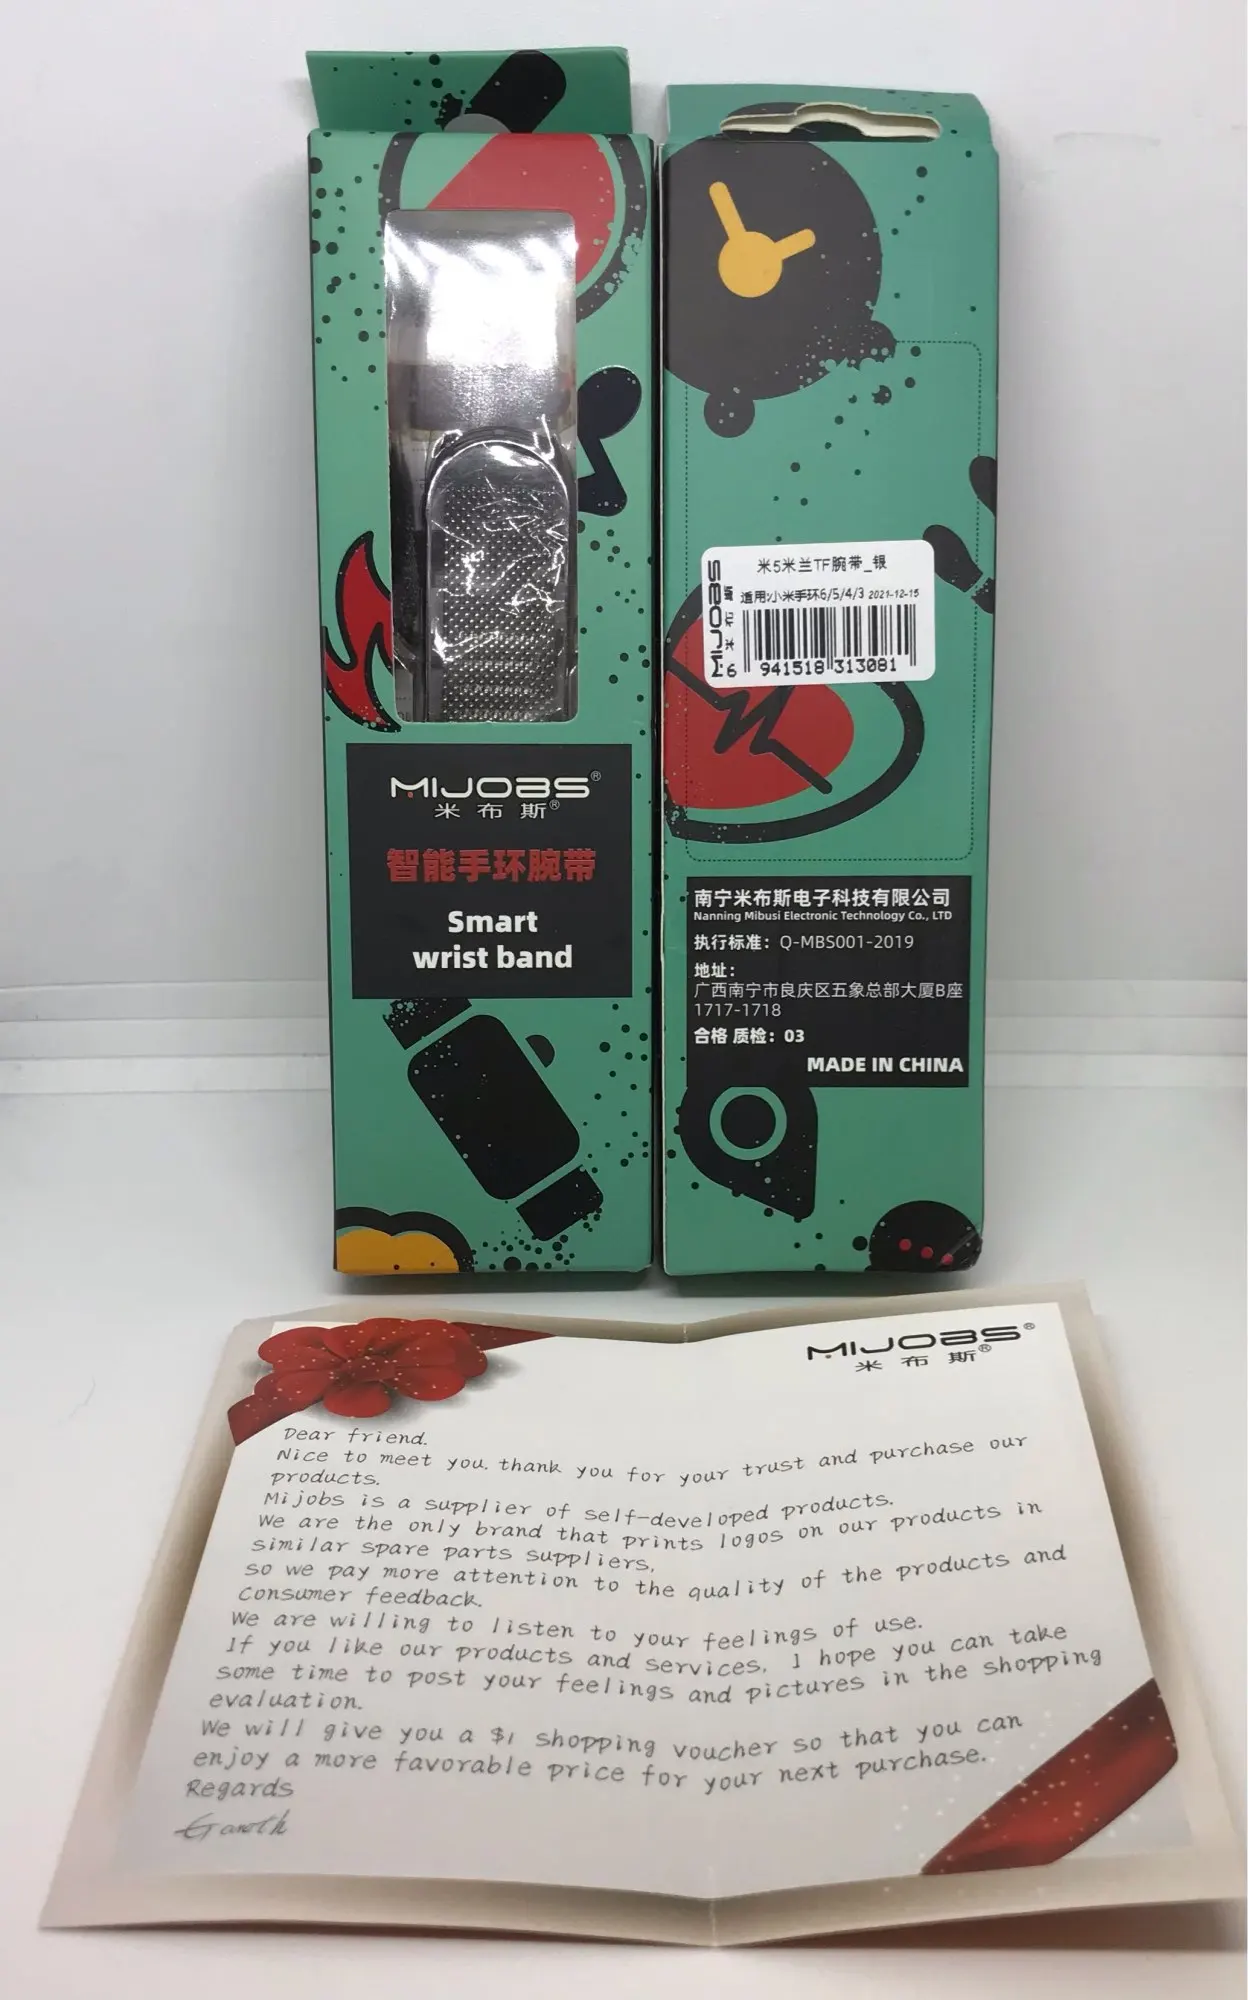 MIJOBS®
米布斯®
智能手环腕带
Smart
wrist band
米5米兰TF腕带_银
适用:小米手环6/5/4/3 2021-12-15
MIJOBS 米布斯
6 941518 313081
南宁米布斯电子科技有限公司
Nanning Mibusi Electronic Technology Co., LTD
执行标准：Q-MBS001-2019
地址：
广西南宁市良庆区五象总部大厦B座
1717-1718
合格 质检：03
MADE IN CHINA
MIJOBS®
米布斯®
Dear friend.
Nice to meet you. thank you for your trust and purchase our
products.
Mijobs is a supplier of self-developed products.
We are the only brand that prints logos on our products in
similar spare parts suppliers,
so we pay more attention to the quality of the products and
consumer feedback.
We are willing to listen to your feelings of use.
If you like our products and services, I hope you can take
some time to post your feelings and pictures in the shopping
evaluation.
We will give you a $1 shopping voucher so that you can
enjoy a more favorable price for your next purchase.
Regards